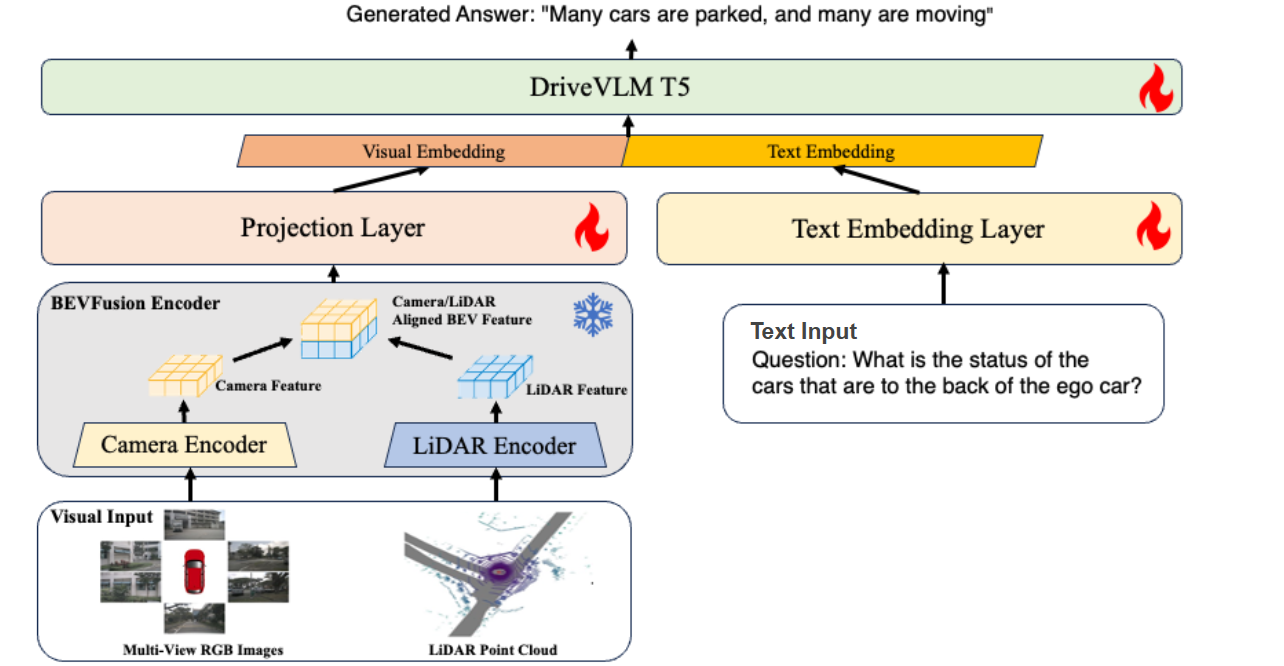 Generated Answer: "Many cars are parked, and many are moving"
DriveVLM T5
Visual Embedding
Text Embedding
Projection Layer
Text Embedding Layer
BEVFusion Encoder
Camera/LiDAR
Aligned BEV Feature
Camera Feature
LiDAR Feature
Camera Encoder
LiDAR Encoder
Text Input
Question: What is the status of the
cars that are to the back of the ego car?
Visual Input
Multi-View RGB Images
LiDAR Point Cloud